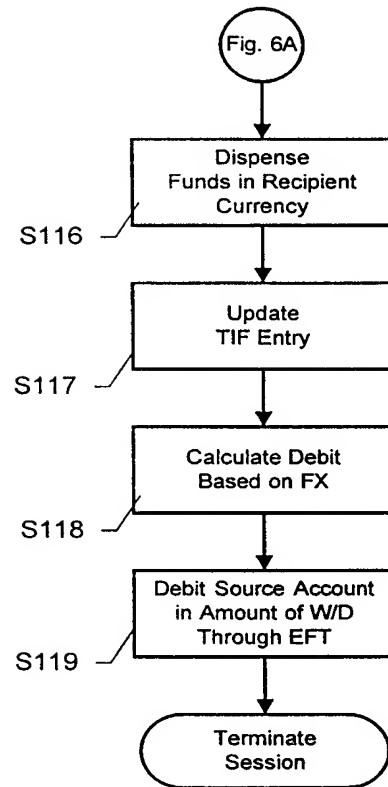 Fig. 6A
Dispense
Funds in Recipient
Currency
S116
Update
TIF Entry
S117
Calculate Debit
Based on FX
S118
Debit Source Account
in Amount of W/D
Through EFT
S119
Terminate
Session